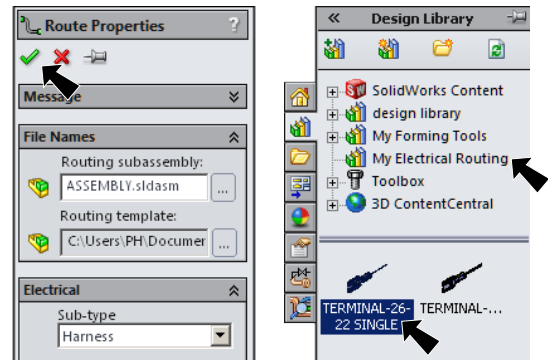 Route Properties
?
Message
File Names
Routing subassembly:
ASSEMBLY.sldasm
...
Routing template:
C:\Users\PH\Documer
...
Electrical
Sub-type
Harness
Design Library
SolidWorks Content
design library
My Forming Tools
My Electrical Routing
Toolbox
3D ContentCentral
TERMINAL-26-
22 SINGLE
TERMINAL-...